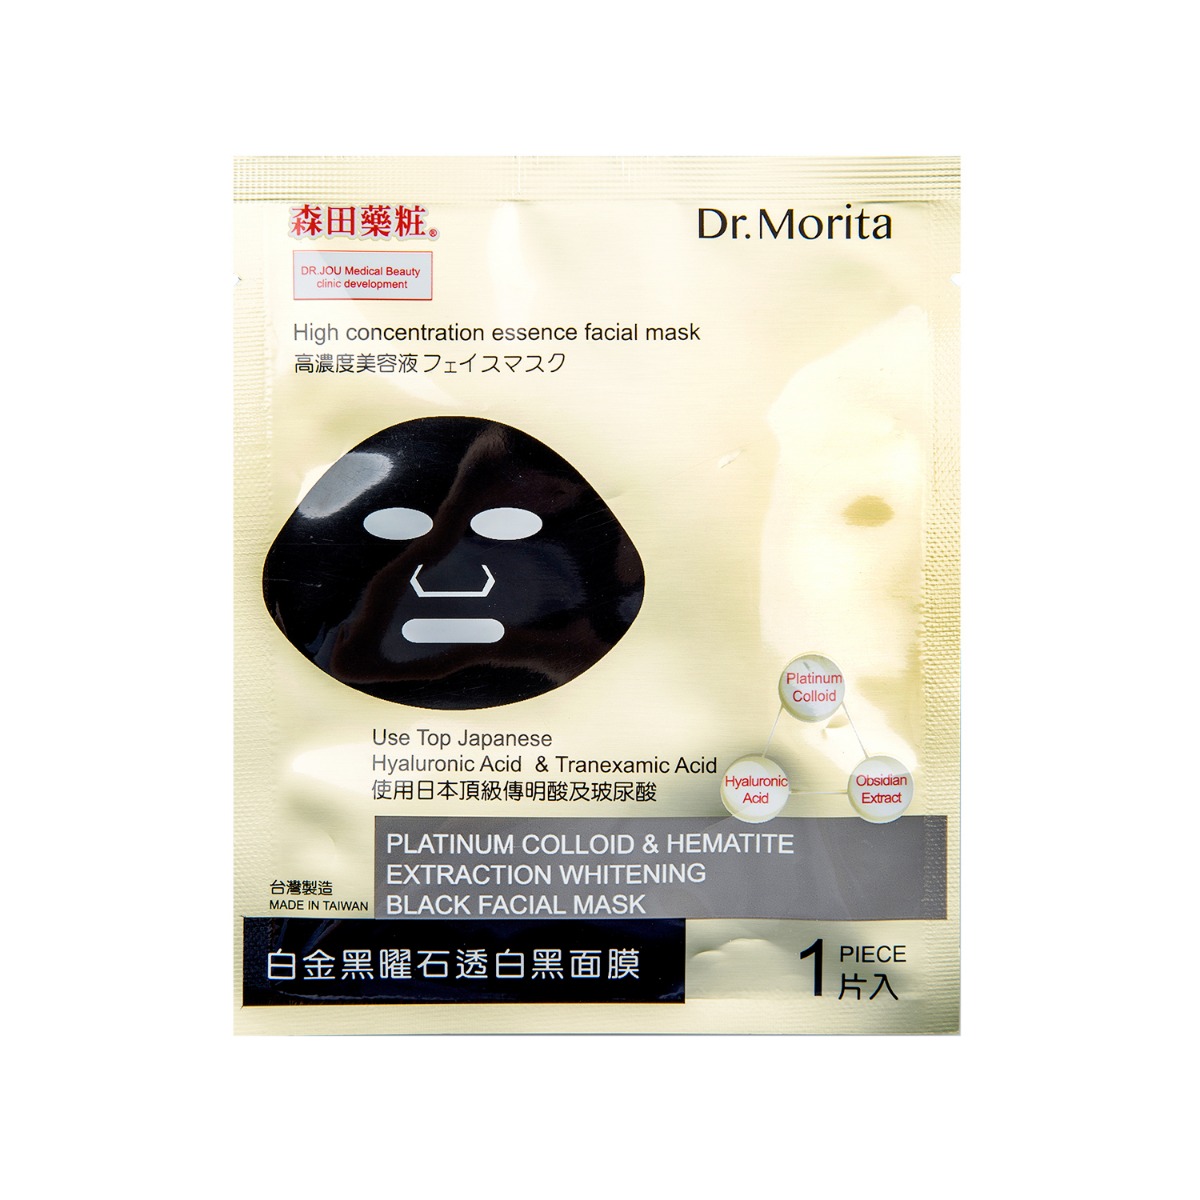 森田藥粧®
Dr.Morita
DR.JOU Medical Beauty
clinic development
High concentration essence facial mask
高濃度美容液フェイスマスク
Platinum
Colloid
Hyaluronic
Acid
Obsidian
Extract
Use Top Japanese
Hyaluronic Acid & Tranexamic Acid
使用日本頂級傳明酸及玻尿酸
PLATINUM COLLOID & HEMATITE
EXTRACTION WHITENING
BLACK FACIAL MASK
台灣製造
MADE IN TAIWAN
白金黑曜石透白黑面膜
1 PIECE
片入